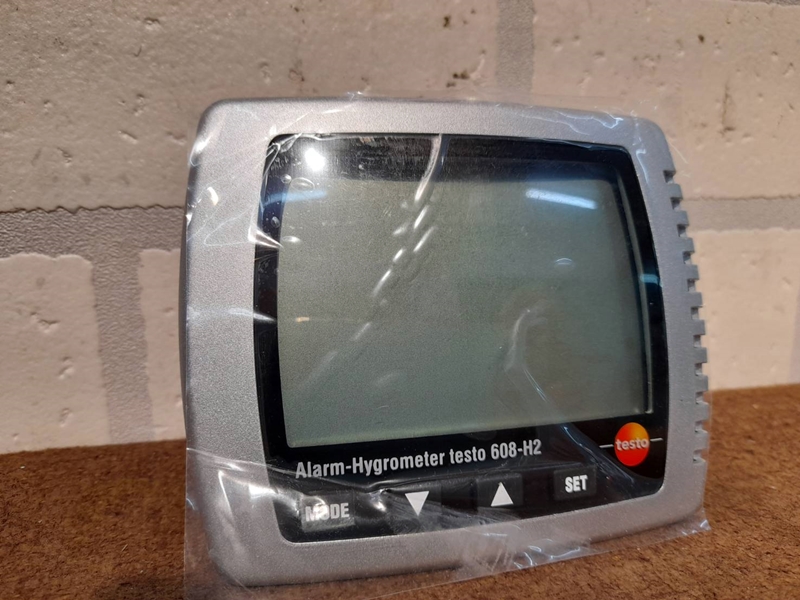 Alarm-Hygrometer testo 608-H2
testo
MODE
▼
▲
SET